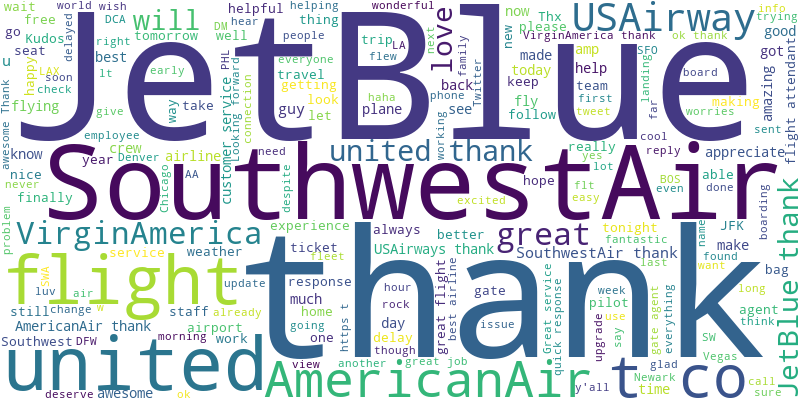 JetBlue
SouthwestAir
thank
flight
united
AmericanAir
VirginAmerica
USAirway
t co
great
love
will
united thank
JetBlue thank
wait
free
go
u
wish
DCA
Kudos
seat
world
delayed
tomorrow
right
best
lt
happy
LAX
soon
check
flying
early
way
take
give
awesome Thank
employee
crew
know
year
Denver
airline
nice
never
finally
AA
Chicago
helpful
DM
well
hear
helping
thing
people
everyone
travel
PHL
customer service
Looking forward
connection
getting
guy
look
let
haha
need
despite
wonderful
trip
LA
flew
family
next
back
plane
phone
see
Twitter
working
VirginAmerica thank
now
new
Thx
please
amp
made
help
today
keep
team
fly
first
follow
tweet
really
yes
lot
hope
flt
easy
excited
SFO
ok thank
info
trying
good
got
landing
board
amazing
far
making
worries
sent
flight attendant
cool
reply
appreciate
BOS
able
even
done
boarding
problem
experience
always
better
USAirways thank
SouthwestAir thank
tonight
fantastic
last
JFK
name
make
found
want
bag
long
service
weather
ticket
response
fleet
much
hour
rock
home
day
gate
issue
great flight
best airline
Great service
quick response
week
pilot
use
say
upgrade
gate agent
everything
agent
think
SW
Vegas
SWA
luv
air
update
still
change
w
staff
already
AmericanAir thank
airport
going
one
delay
https t
though
Southwest
DFW
morning
work
view
another
great job
deserve
awesome
ok
glad
Newark
time
y'all
call
sure